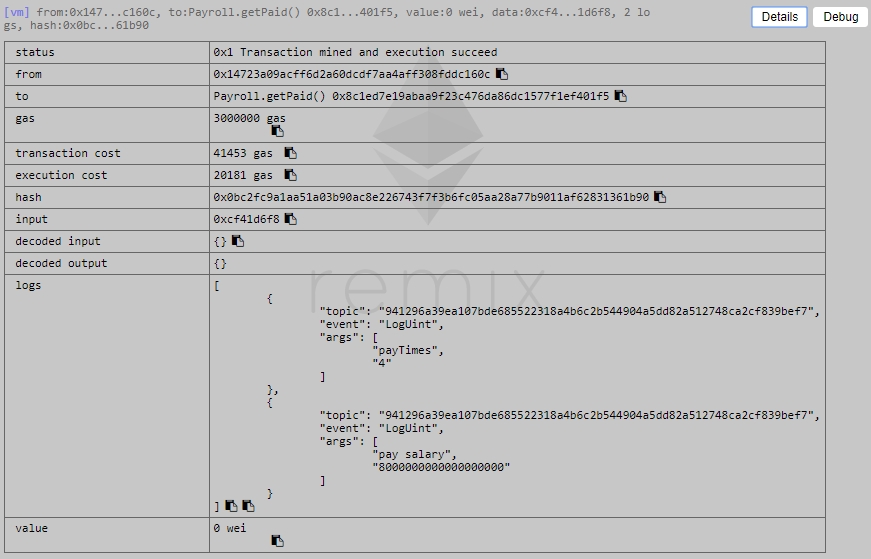 [vm] from:0x147...c160c, to:Payroll.getPaid() 0x8c1...401f5, value:0 wei, data:0xcf4...1d6f8, 2 lo
gs, hash:0x0bc...61b90
Details
Debug
status 0x1 Transaction mined and execution succeed
from 0x14723a09acff6d2a60dcdf7aa4aff308fddc160c
to Payroll.getPaid() 0x8c1ed7e19abaa9f23c476da86dc1577f1ef401f5
gas 3000000 gas
transaction cost 41453 gas
execution cost 20181 gas
hash 0x0bc2fc9a1aa51a03b90ac8e226743f7f3b6fc05aa28a77b9011af62831361b90
input 0xcf41d6f8
decoded input {}
decoded output {}
remix
logs [
{
"topic": "941296a39ea107bde685522318a4b6c2b544904a5dd82a512748ca2cf839bef7",
"event": "LogUint",
"args": [
"payTimes",
"4"
]
},
{
"topic": "941296a39ea107bde685522318a4b6c2b544904a5dd82a512748ca2cf839bef7",
"event": "LogUint",
"args": [
"pay salary",
"8000000000000000000"
]
}
]
value 0 wei